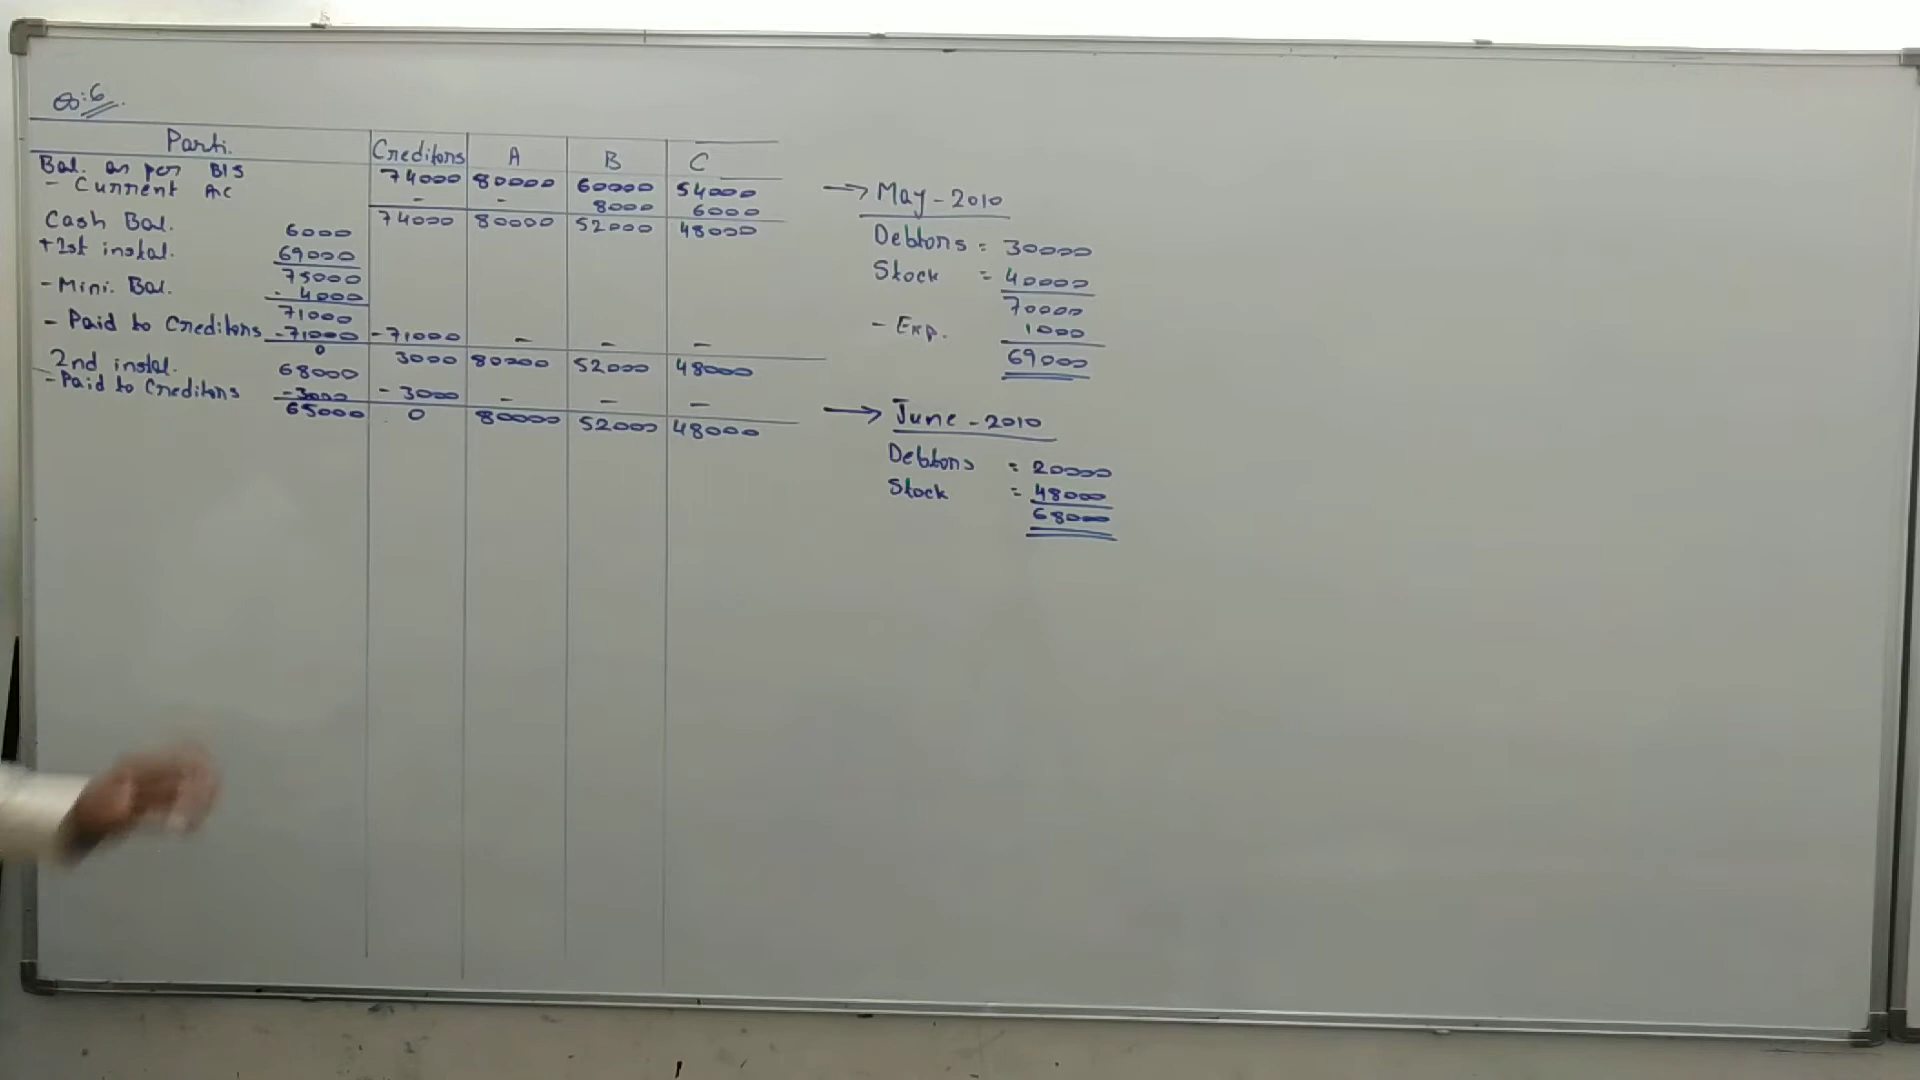 Parti. Creditors A B C
Bal. as per B/S 74000 80000 60000 54000
- Current A/C - - 8000 6000
74000 80000 52000 48000
Cash Bal. 6000
+1st instal. 69000
75000
- Mini. Bal. - 4000
71000
- Paid to Creditors -71000 -71000 - - -
0 3000 80000 52000 48000
2nd instal. 68000
- Paid to Creditors -3000 -3000 - - -
65000 0 80000 52000 48000
→ May - 2010
Debtors = 30000
Stock = 40000
70000
- Exp. 1000
69000
→ June - 2010
Debtors = 20000
Stock = 48000
68000